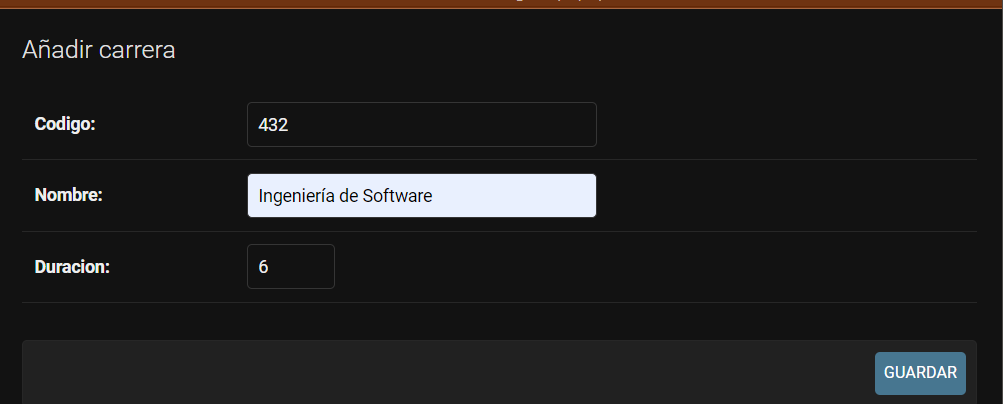 Añadir carrera
Codigo: 432
Nombre: Ingeniería de Software
Duracion: 6
GUARDAR